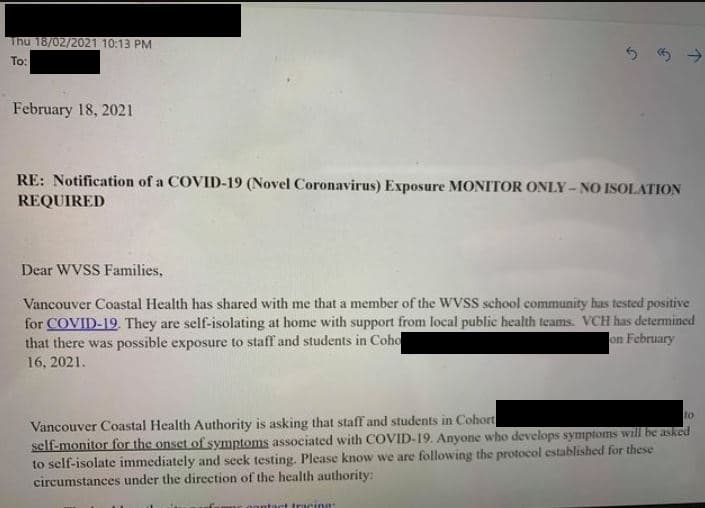 Thu 18/02/2021 10:13 PM
To:
February 18, 2021
RE: Notification of a COVID-19 (Novel Coronavirus) Exposure MONITOR ONLY – NO ISOLATION
REQUIRED
Dear WVSS Families,
Vancouver Coastal Health has shared with me that a member of the WVSS school community has tested positive
for COVID-19. They are self-isolating at home with support from local public health teams. VCH has determined
that there was possible exposure to staff and students in Coho on February
16, 2021.
Vancouver Coastal Health Authority is asking that staff and students in Cohort to
self-monitor for the onset of symptoms associated with COVID-19. Anyone who develops symptoms will be asked
to self-isolate immediately and seek testing. Please know we are following the protocol established for these
circumstances under the direction of the health authority:
contact tracing: